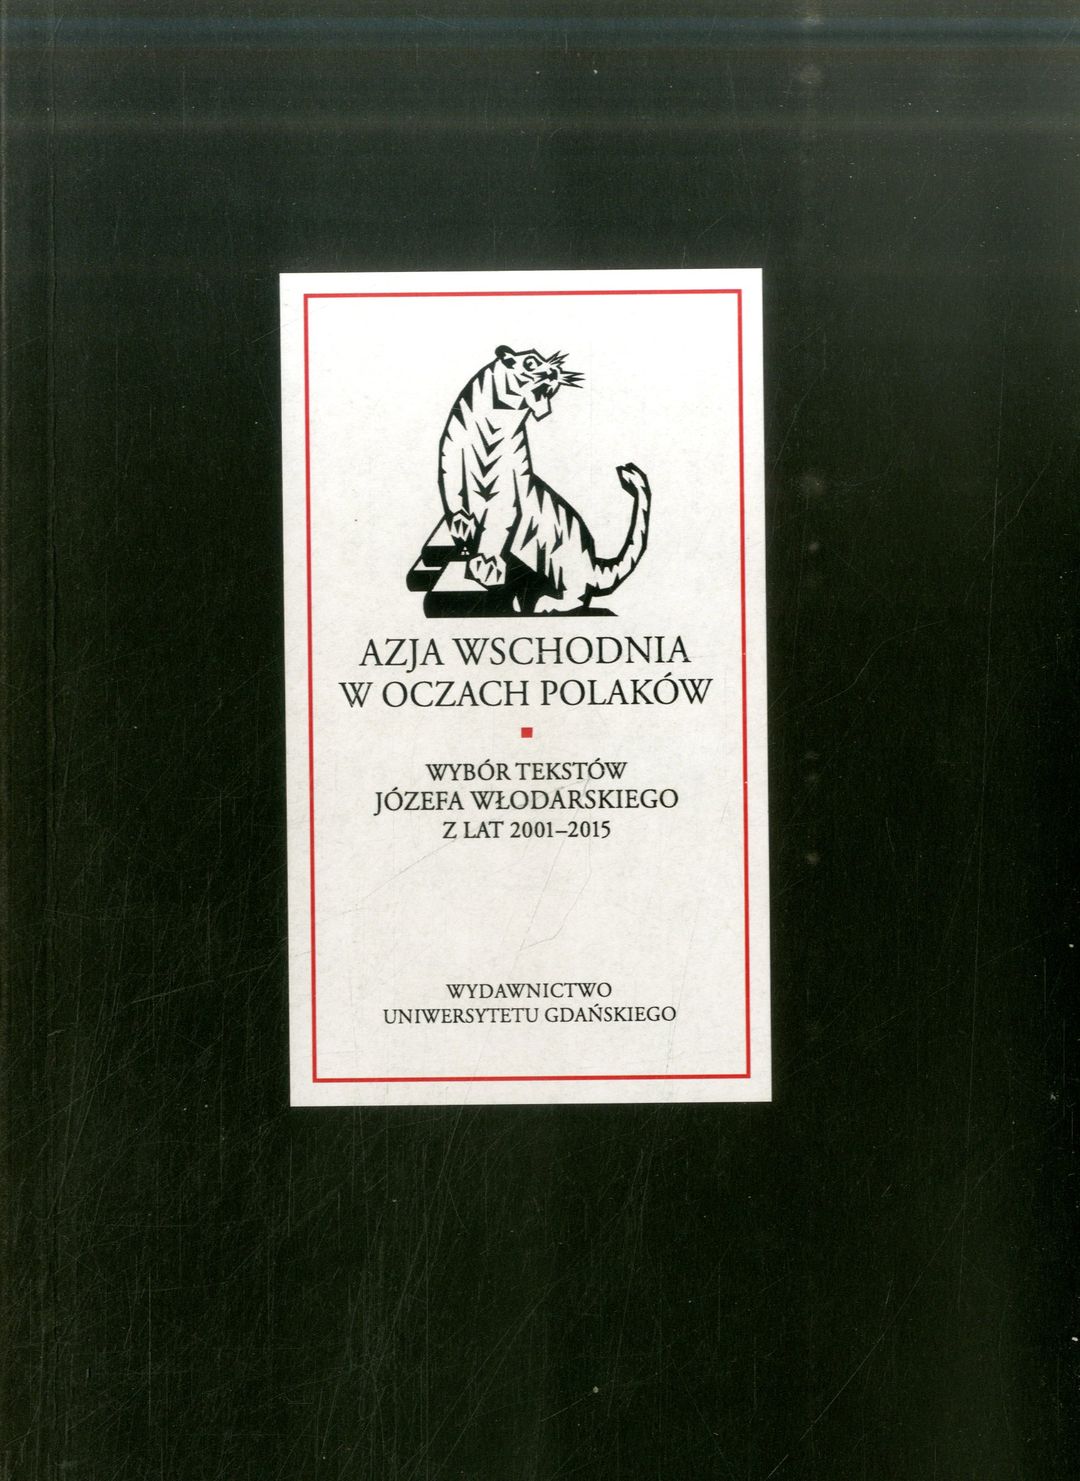 AZJA WSCHODNIA
W OCZACH POLAKÓW
WYBÓR TEKSTÓW
JÓZEFA WŁODARSKIEGO
Z LAT 2001–2015
WYDAWNICTWO
UNIWERSYTETU GDAŃSKIEGO